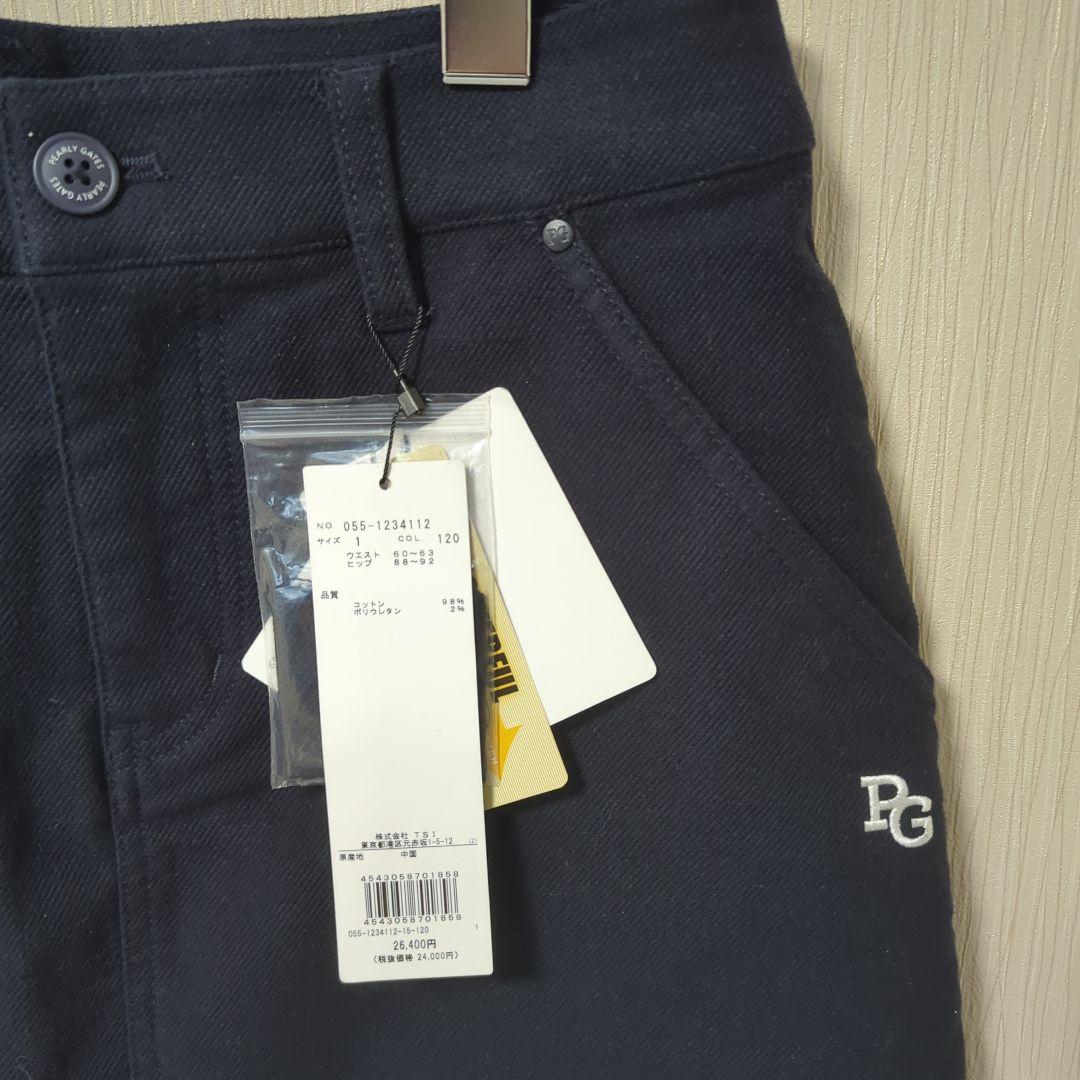 PEARLY GATES
PEARLY GATES
PG
NO. 055-1234112
サイズ 1 COL. 120
ウエスト 60〜63
ヒップ 88〜92
品質
コットン 98%
ポリウレタン 2%
株式会社 TSI
東京都港区元赤坂1-5-12 (2)
原産地 中国
4543058701858
4543058701858
055-1234112-15-120 1
26,400円
(税抜価格 24,000円)
PG